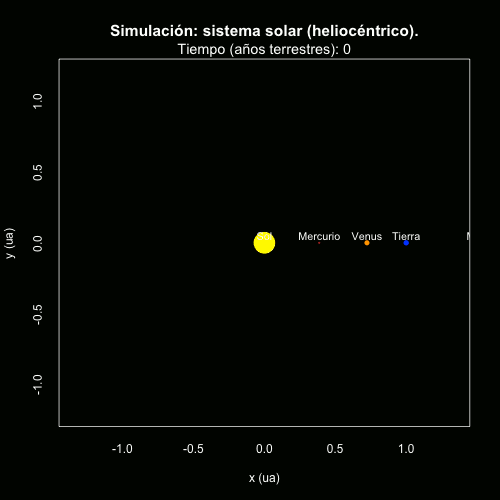 Simulación: sistema solar (heliocéntrico).
Tiempo (años terrestres): 0
1.0
0.5
0.0
-0.5
-1.0
y (ua)
Sol Mercurio Venus Tierra
-1.0 -0.5 0.0 0.5 1.0
x (ua)